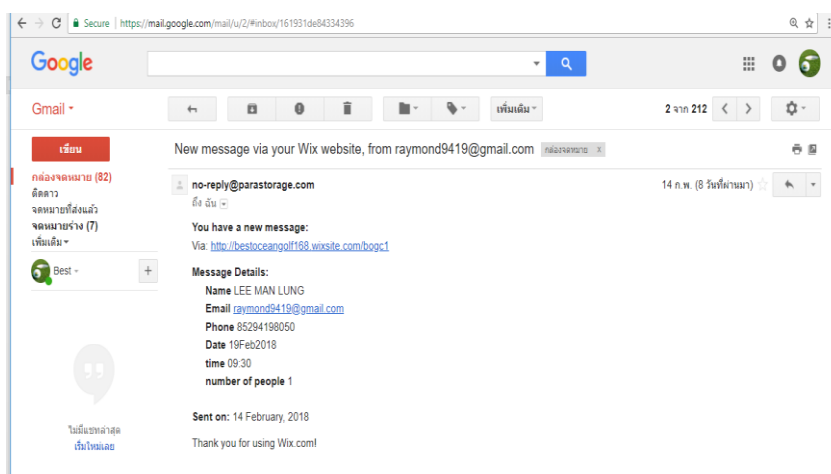 Secure | https://mail.google.com/mail/u/2/#inbox/161931de84334396
Google
Gmail
เพิ่มเติม
2 จาก 212
เขียน
New message via your Wix website, from raymond9419@gmail.com กล่องจดหมาย x
กล่องจดหมาย (82)
ติดดาว
จดหมายที่ส่งแล้ว
จดหมายร่าง (7)
เพิ่มเติม
Best
no-reply@parastorage.com
14 ก.พ. (8 วันที่ผ่านมา)
ถึง ฉัน
You have a new message:
Via: http://bestoceangolf168.wixsite.com/bogc1
Message Details:
Name LEE MAN LUNG
Email raymond9419@gmail.com
Phone 85294198050
Date 19Feb2018
time 09:30
number of people 1
Sent on: 14 February, 2018
Thank you for using Wix.com!
ไม่มีแชทล่าสุด
เริ่มใหม่เลย